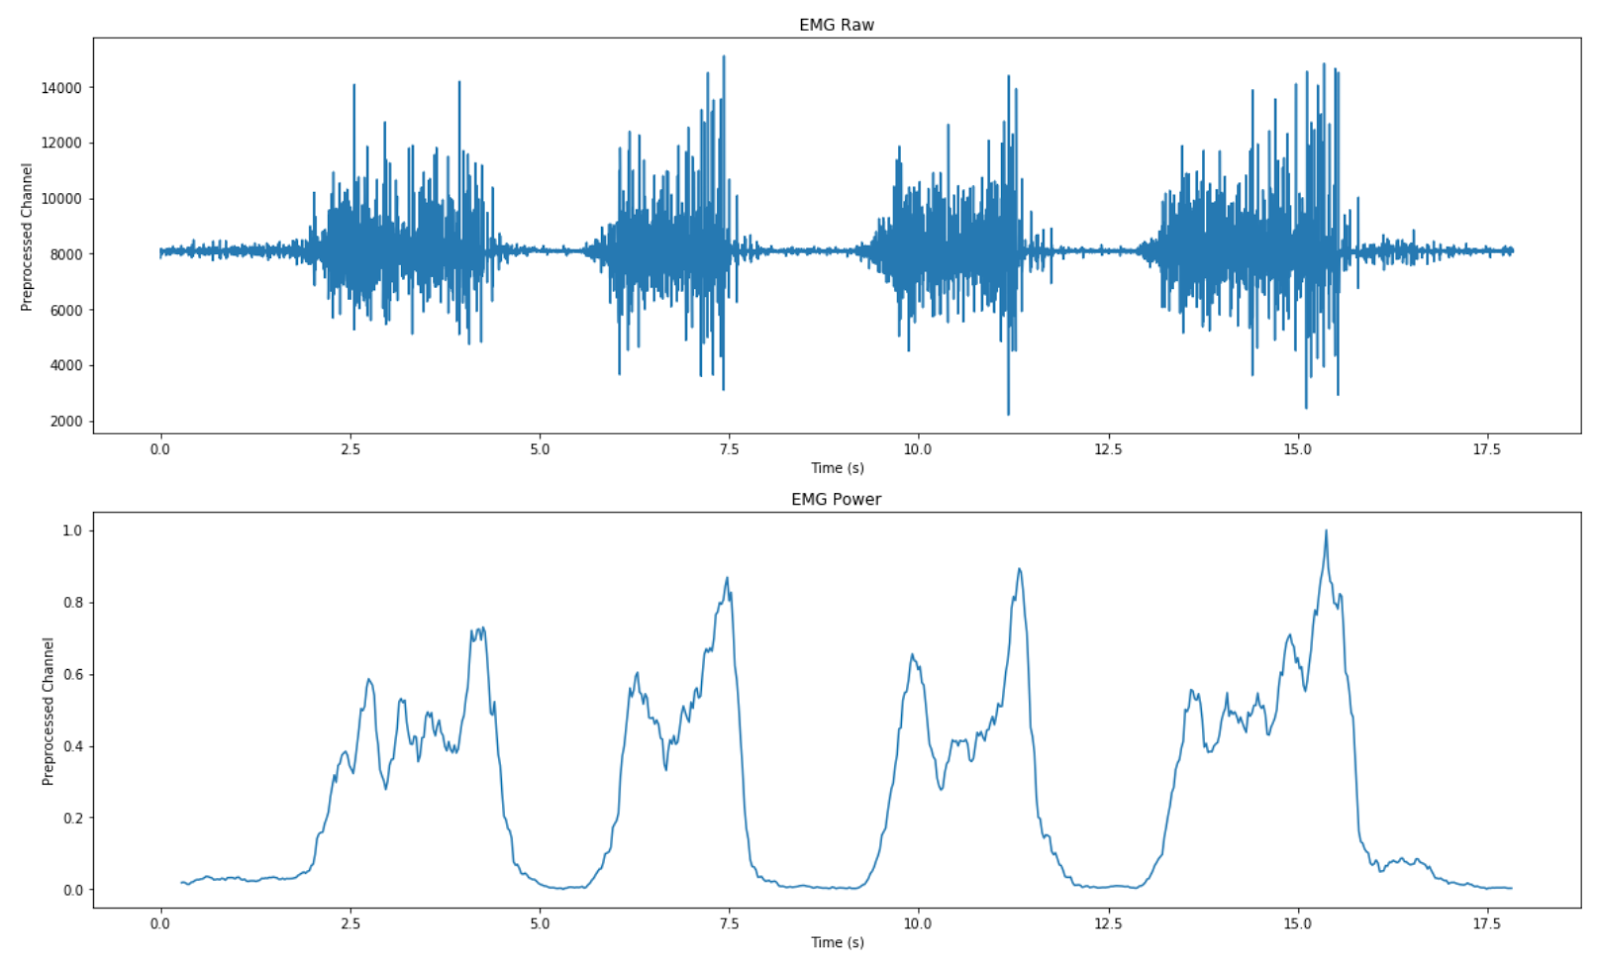 EMG Raw
14000
12000
10000
8000
6000
4000
2000
Preprocessed Channel
0.0 2.5 5.0 7.5 10.0 12.5 15.0 17.5
Time (s)
EMG Power
1.0
0.8
0.6
0.4
0.2
0.0
Preprocessed Channel
0.0 2.5 5.0 7.5 10.0 12.5 15.0 17.5
Time (s)